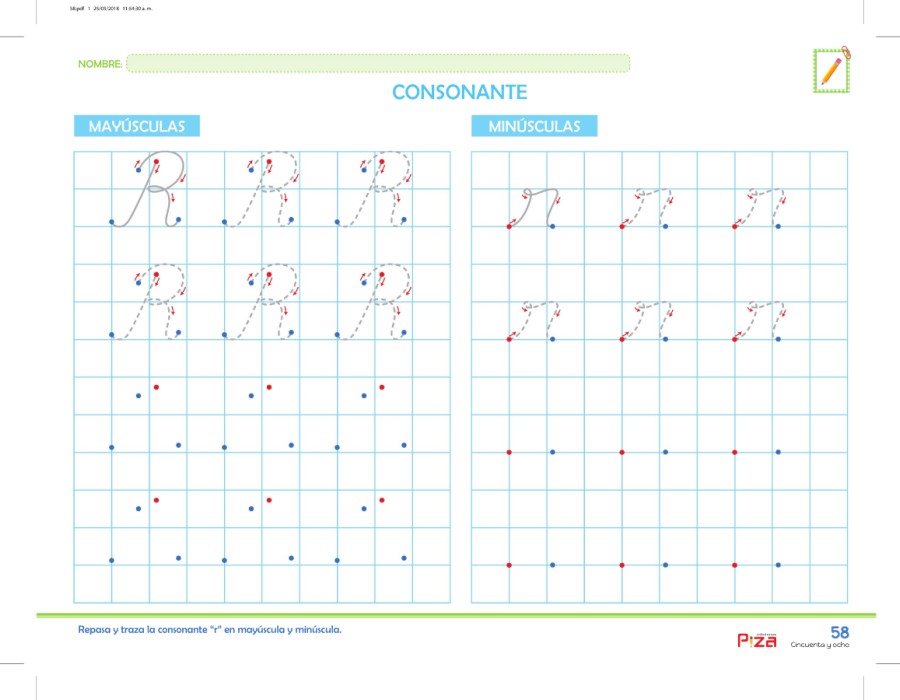 58.pdf 1 25/05/2018 11:54:30 a. m.
NOMBRE:
CONSONANTE
MAYÚSCULAS
MINÚSCULAS
R R R
r r r
R R R
r r r
Repasa y traza la consonante "r" en mayúscula y minúscula.
PiZA
58
Cincuenta y ocho